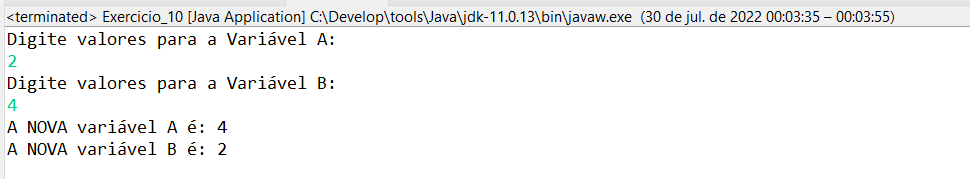 <terminated> Exercicio_10 [Java Application] C:\Develop\tools\Java\jdk-11.0.13\bin\javaw.exe (30 de jul. de 2022 00:03:35 – 00:03:55)
Digite valores para a Variável A:
2
Digite valores para a Variável B:
4
A NOVA variável A é: 4
A NOVA variável B é: 2